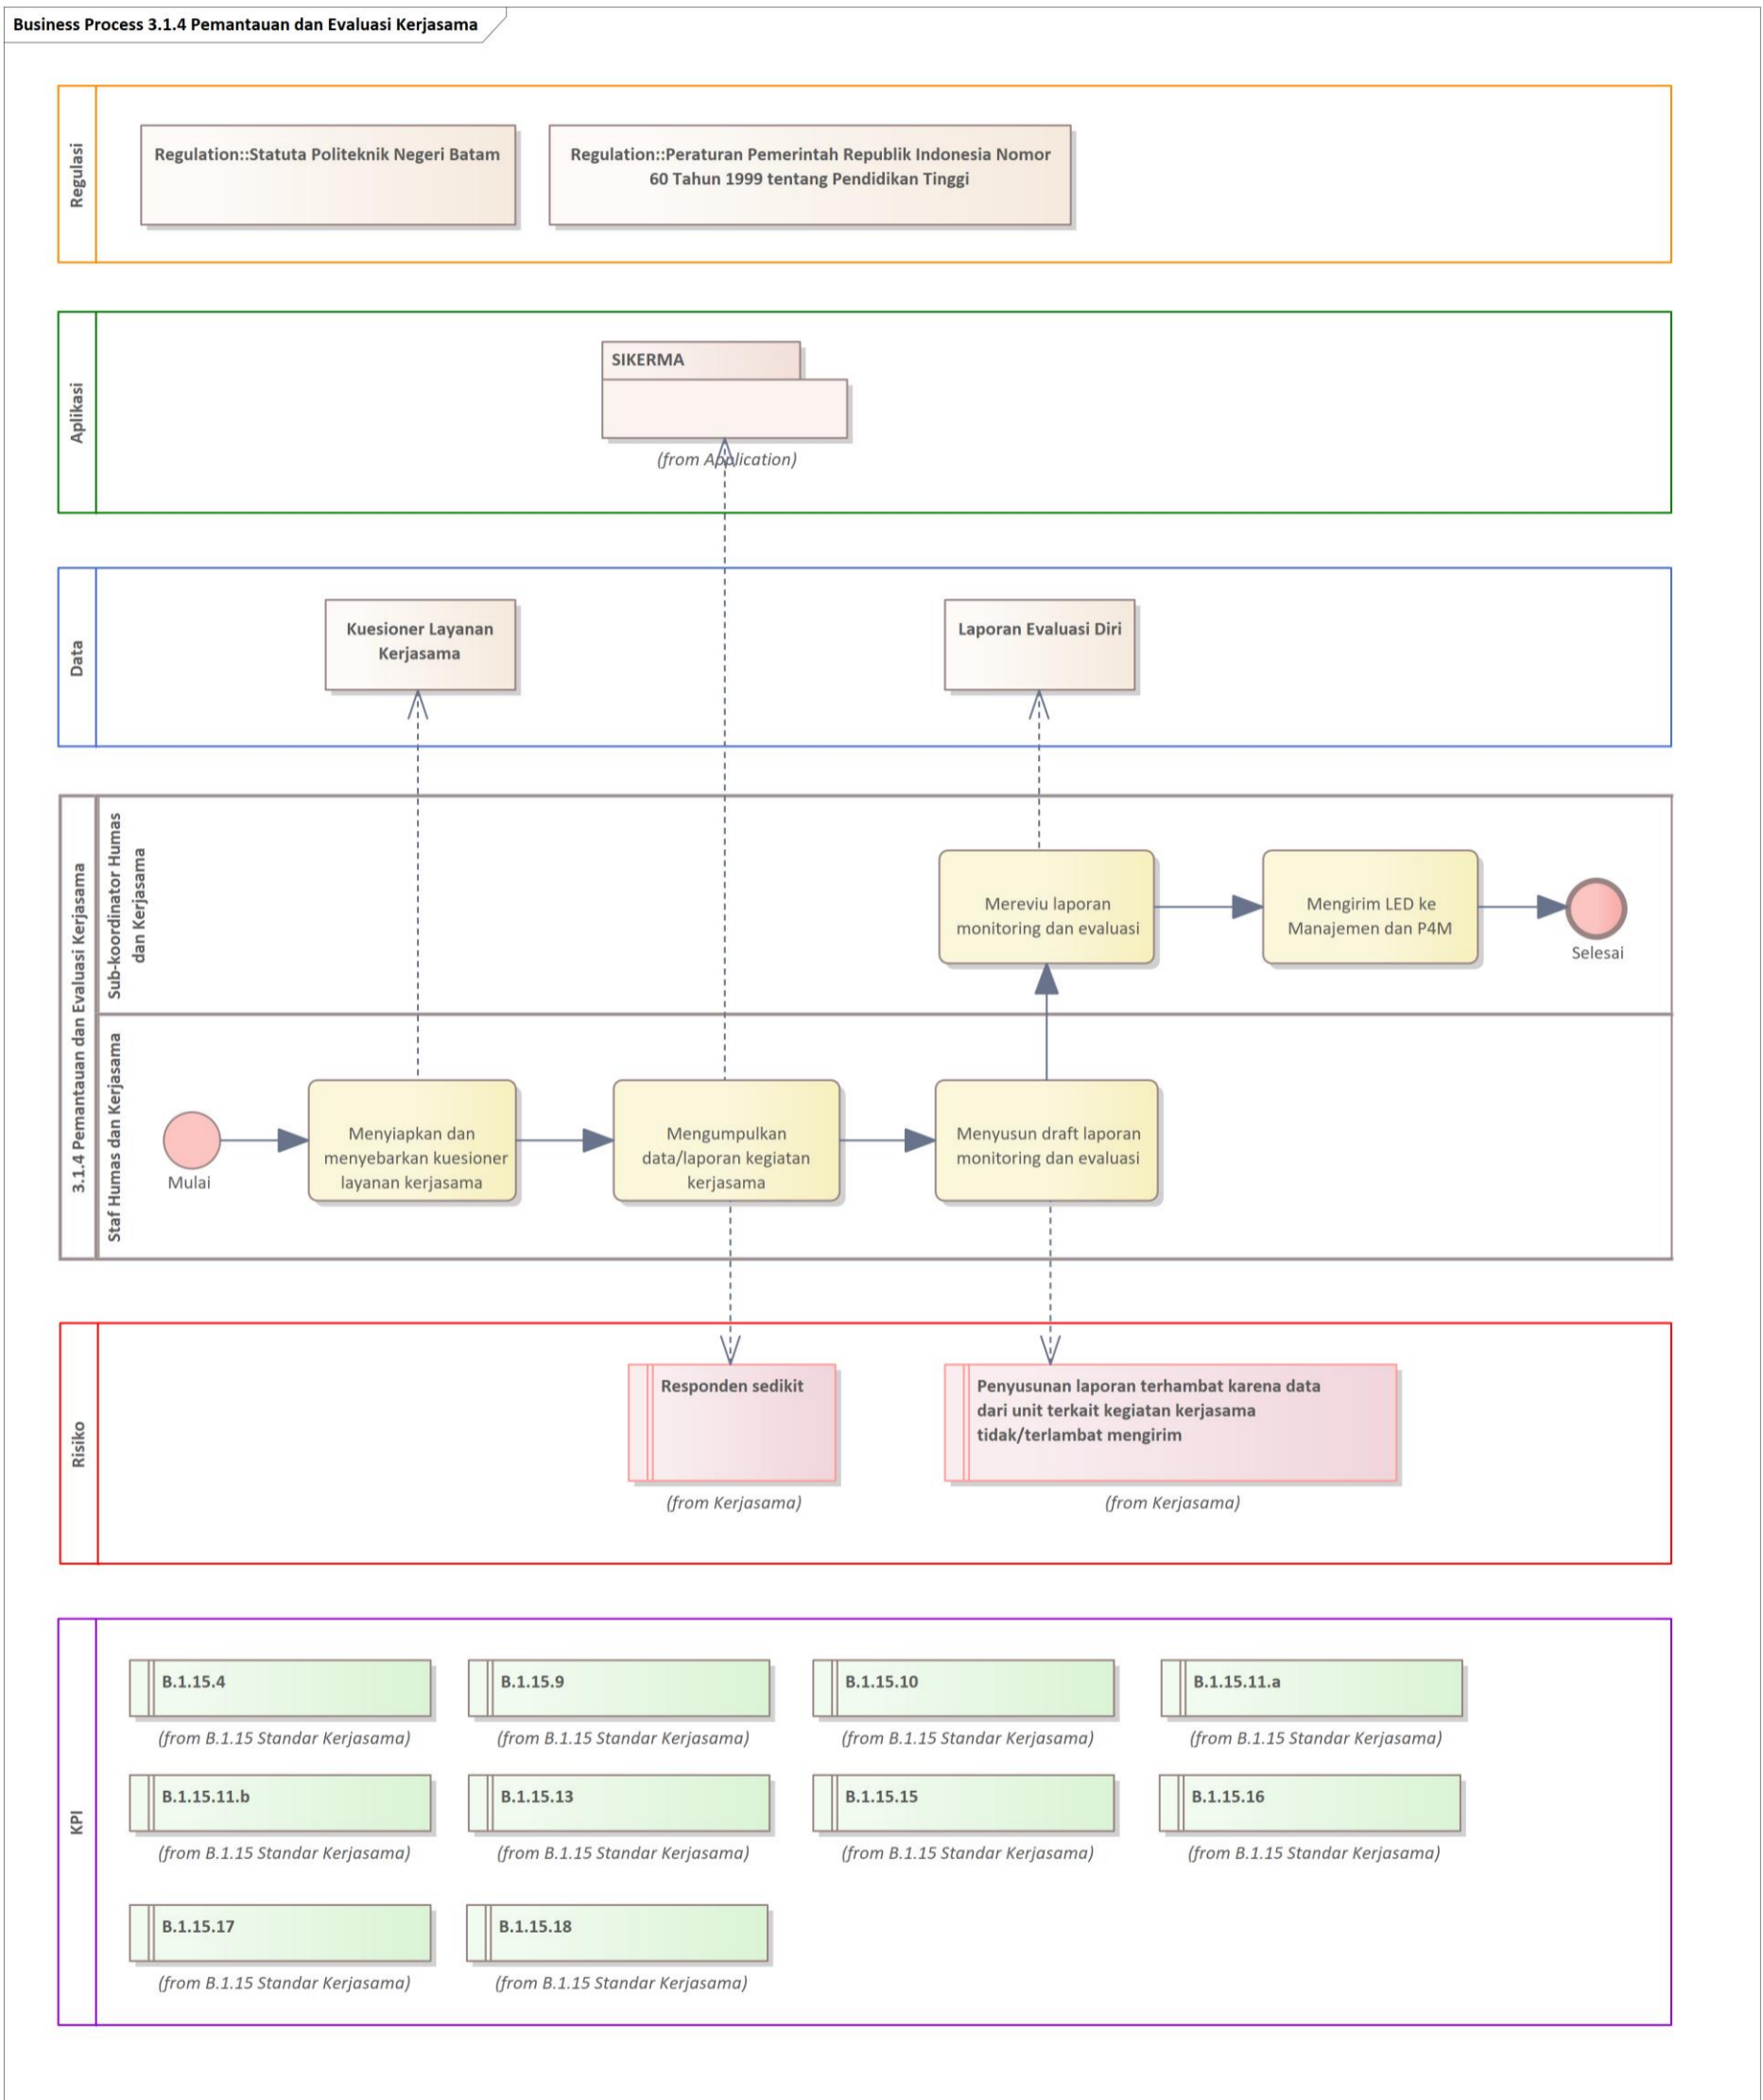 Business Process 3.1.4 Pemantauan dan Evaluasi Kerjasama
Regulasi
Regulation::Statuta Politeknik Negeri Batam
Regulation::Peraturan Pemerintah Republik Indonesia Nomor
60 Tahun 1999 tentang Pendidikan Tinggi
Aplikasi
SIKERMA
(from Application)
Data
Kuesioner Layanan
Kerjasama
Laporan Evaluasi Diri
3.1.4 Pemantauan dan Evaluasi Kerjasama
Sub-koordinator Humas
dan Kerjasama
Mereviu laporan
monitoring dan evaluasi
Mengirim LED ke
Manajemen dan P4M
Selesai
Staf Humas dan Kerjasama
Mulai
Menyiapkan dan
menyebarkan kuesioner
layanan kerjasama
Mengumpulkan
data/laporan kegiatan
kerjasama
Menyusun draft laporan
monitoring dan evaluasi
Risiko
Responden sedikit
(from Kerjasama)
Penyusunan laporan terhambat karena data
dari unit terkait kegiatan kerjasama
tidak/terlambat mengirim
(from Kerjasama)
KPI
B.1.15.4
(from B.1.15 Standar Kerjasama)
B.1.15.9
(from B.1.15 Standar Kerjasama)
B.1.15.10
(from B.1.15 Standar Kerjasama)
B.1.15.11.a
(from B.1.15 Standar Kerjasama)
B.1.15.11.b
(from B.1.15 Standar Kerjasama)
B.1.15.13
(from B.1.15 Standar Kerjasama)
B.1.15.15
(from B.1.15 Standar Kerjasama)
B.1.15.16
(from B.1.15 Standar Kerjasama)
B.1.15.17
(from B.1.15 Standar Kerjasama)
B.1.15.18
(from B.1.15 Standar Kerjasama)